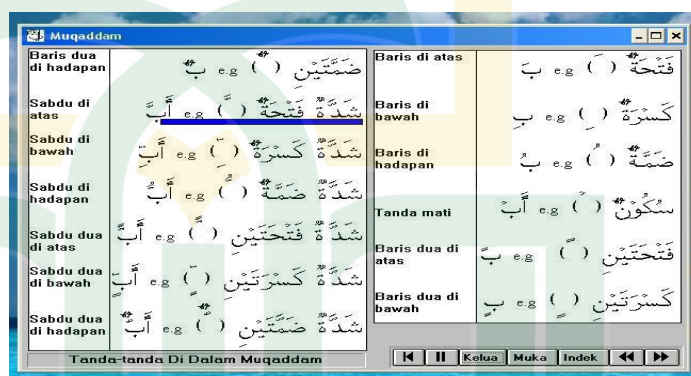 Muqaddam
Baris dua di hadapan ضَمَّتَيْنِ ( ٌ ) e.g بٌ
Sabdu di atas شَدَّةٌ فَتْحَةٌ ( َّ ) e.g أَبَّ
Sabdu di bawah شَدَّةٌ كَسْرَةٌ ( ِّ ) e.g أَبِّ
Sabdu di hadapan شَدَّةٌ ضَمَّةٌ ( ُّ ) e.g أَبُّ
Sabdu dua di atas شَدَّةٌ فَتْحَتَيْنِ ( ًّ ) e.g أَبًّ
Sabdu dua di bawah شَدَّةٌ كَسْرَتَيْنِ ( ٍّ ) e.g أَبٍّ
Sabdu dua di hadapan شَدَّةٌ ضَمَّتَيْنِ ( ٌّ ) e.g أَبٌّ
Baris di atas فَتْحَةٌ ( َ ) e.g بَ
Baris di bawah كَسْرَةٌ ( ِ ) e.g بِ
Baris di hadapan ضَمَّةٌ ( ُ ) e.g بُ
Tanda mati سُكُوْنٌ ( ْ ) e.g أَبْ
Baris dua di atas فَتْحَتَيْنِ ( ً ) e.g بً
Baris dua di bawah كَسْرَتَيْنِ ( ٍ ) e.g بٍ
Tanda-tanda Di Dalam Muqaddam
Kelua Muka Indek